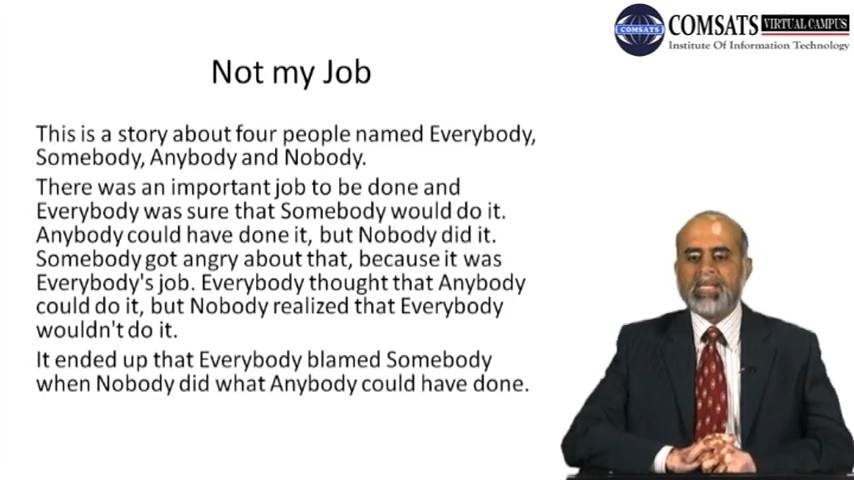 COMSATS
COMSATS VIRTUAL CAMPUS
Institute Of Information Technology
Not my Job
This is a story about four people named Everybody,
Somebody, Anybody and Nobody.
There was an important job to be done and
Everybody was sure that Somebody would do it.
Anybody could have done it, but Nobody did it.
Somebody got angry about that, because it was
Everybody's job. Everybody thought that Anybody
could do it, but Nobody realized that Everybody
wouldn't do it.
It ended up that Everybody blamed Somebody
when Nobody did what Anybody could have done.